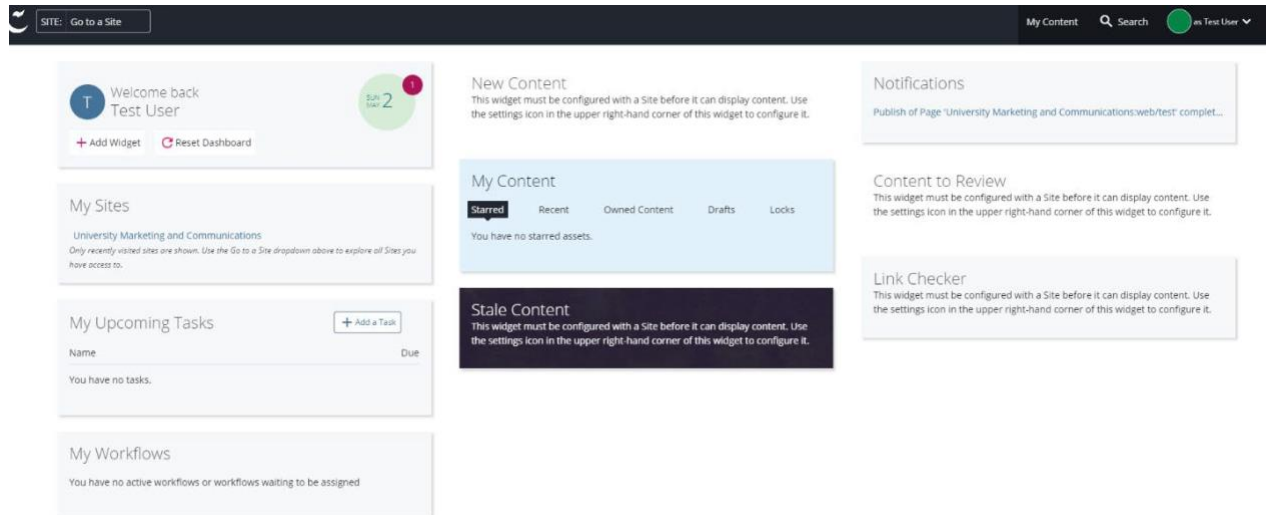 SITE: Go to a Site
My Content
Search
as Test User
T
Welcome back
Test User
SUN
2
1
+ Add Widget
Reset Dashboard
My Sites
University Marketing and Communications
Only recently visited sites are shown. Use the Go to a Site dropdown above to explore all Sites you
have access to.
My Upcoming Tasks
+ Add a Task
Name Due
You have no tasks.
My Workflows
You have no active workflows or workflows waiting to be assigned
New Content
This widget must be configured with a Site before it can display content. Use
the settings icon in the upper right-hand corner of this widget to configure it.
My Content
Starred Recent Owned Content Drafts Locks
You have no starred assets.
Stale Content
This widget must be configured with a Site before it can display content. Use
the settings icon in the upper right-hand corner of this widget to configure it.
Notifications
Publish of Page 'University Marketing and Communications:web/test' complet...
Content to Review
This widget must be configured with a Site before it can display content. Use
the settings icon in the upper right-hand corner of this widget to configure it.
Link Checker
This widget must be configured with a Site before it can display content. Use
the settings icon in the upper right-hand corner of this widget to configure it.